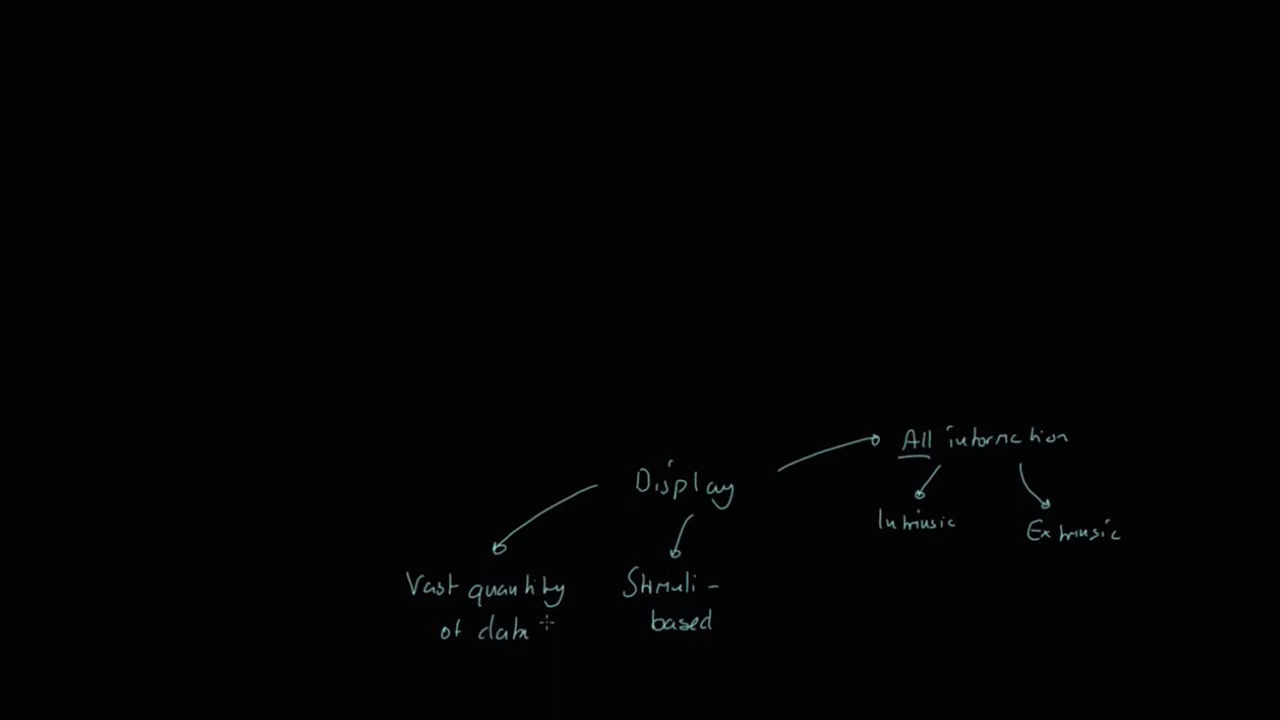 All information
Display
Intrinsic
Extrinsic
Vast quantity
of data
Stimuli -
based